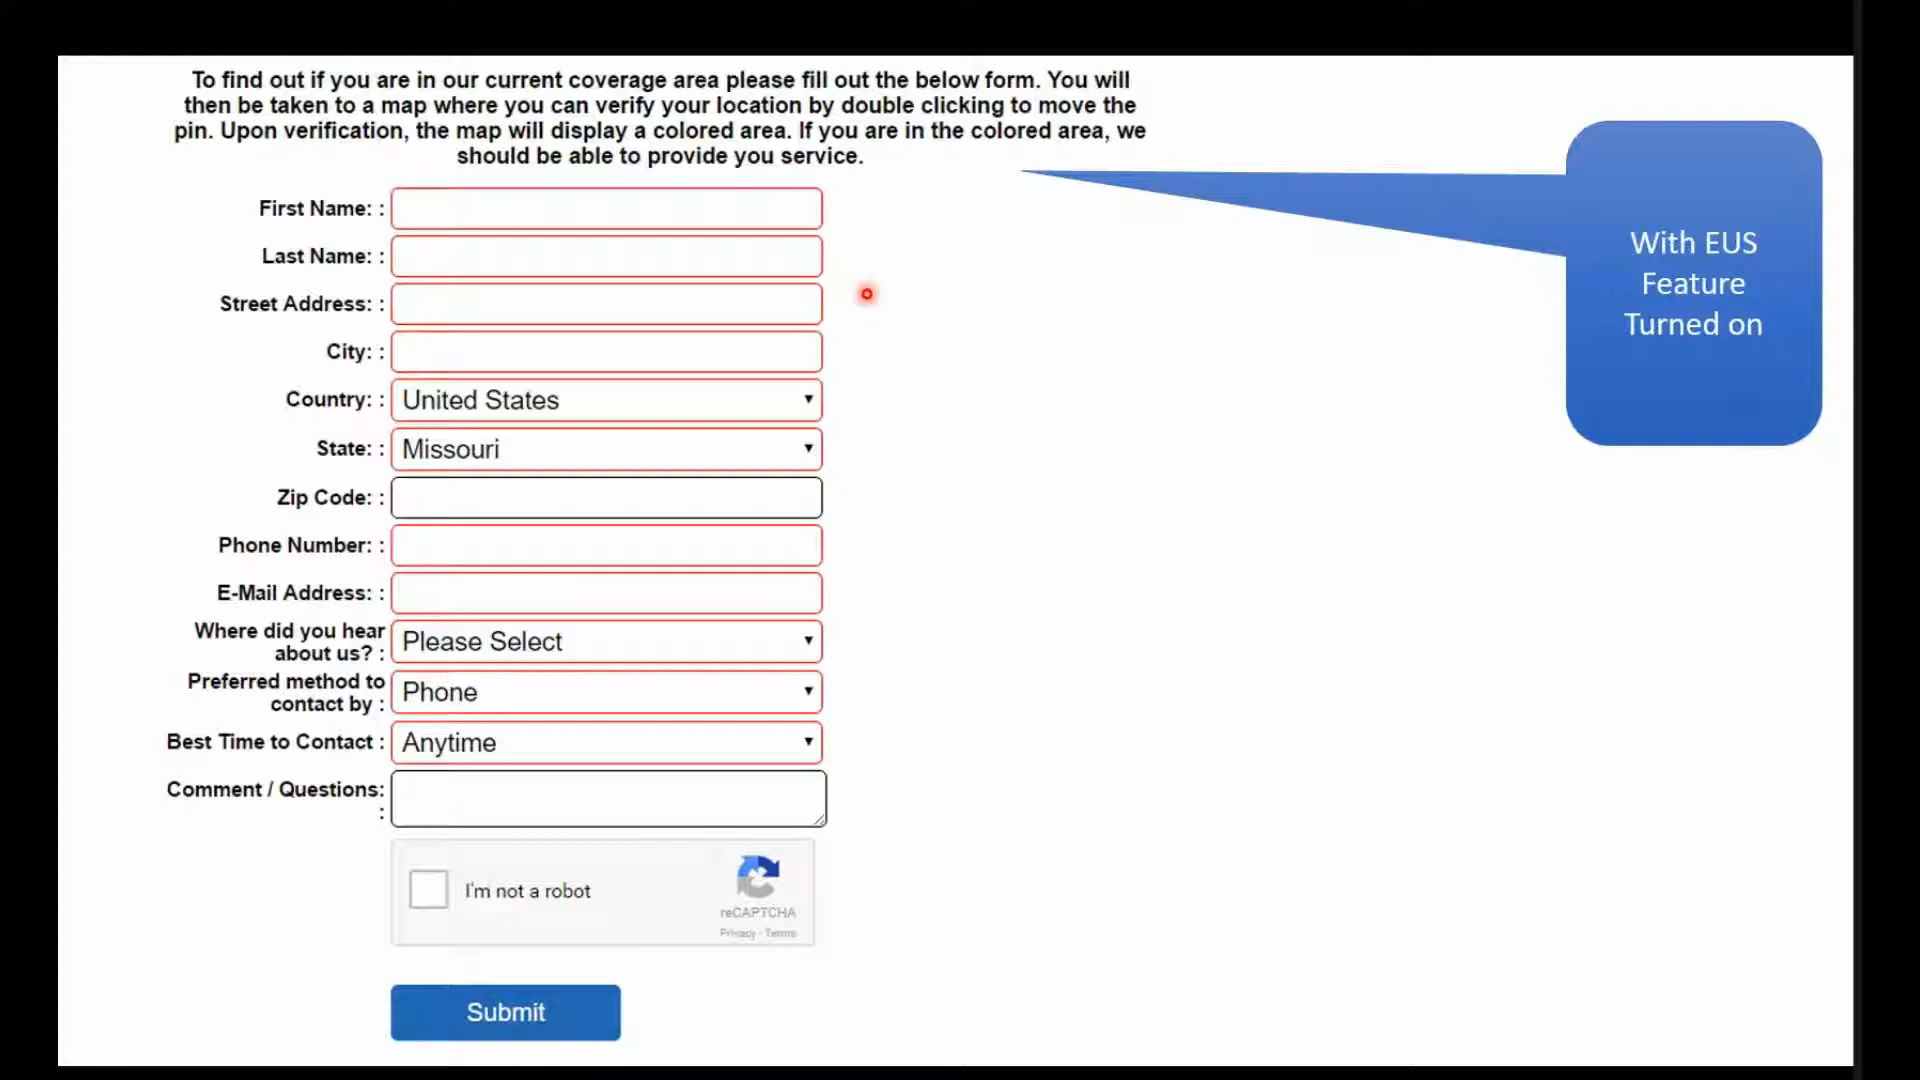 To find out if you are in our current coverage area please fill out the below form. You will
then be taken to a map where you can verify your location by double clicking to move the
pin. Upon verification, the map will display a colored area. If you are in the colored area, we
should be able to provide you service.
First Name: :
Last Name: :
Street Address: :
City: :
Country: : United States
State: : Missouri
Zip Code: :
Phone Number: :
E-Mail Address: :
Where did you hear
about us? :
Please Select
Preferred method to
contact by :
Phone
Best Time to Contact : Anytime
Comment / Questions:
:
I'm not a robot
reCAPTCHA
Privacy - Terms
Submit
With EUS
Feature
Turned on